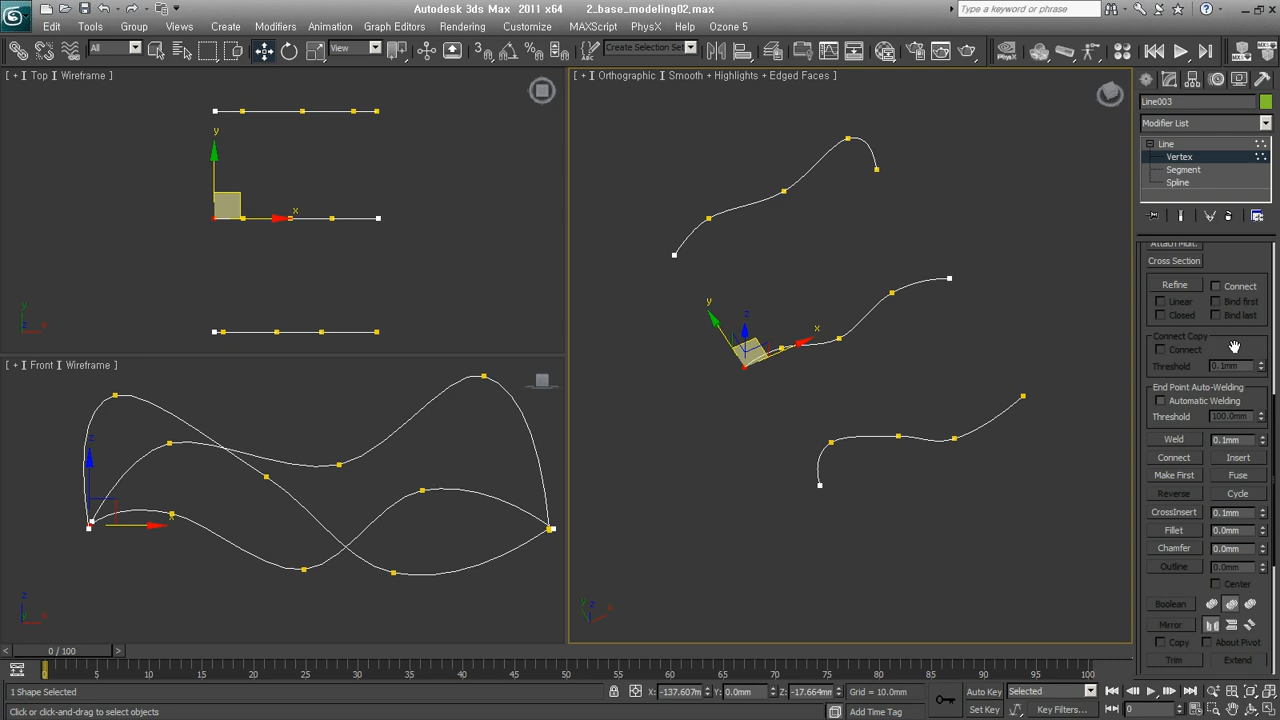 Autodesk 3ds Max 2011 x64 2_base_modeling02.max
Type a keyword or phrase
Edit Tools Group Views Create Modifiers Animation Graph Editors Rendering Customize MAXScript PhysX Ozone 5
All View Create Selection Set
[ + ] Top ] Wireframe ]
y
x
y
x
[ + ] Front ] Wireframe ]
z
x
z
x
[ + ] Orthographic ] Smooth + Highlights + Edged Faces ]
y
z
x
y
z
x
Line003
Modifier List
Line
Vertex
Segment
Spline
Attach Mult.
Cross Section
Refine Connect
Linear Bind first
Closed Bind last
Connect Copy
Connect
Threshold 0.1mm
End Point Auto-Welding
Automatic Welding
Threshold 100.0mm
Weld 0.1mm
Connect Insert
Make First Fuse
Reverse Cycle
CrossInsert 0.1mm
Fillet 0.0mm
Chamfer 0.0mm
Outline 0.0mm
Center
Boolean
Mirror
Copy About Pivot
Trim Extend
< 0 / 100 >
0 5 10 15 20 25 30 35 40 45 50 55 60 65 70 75 80 85 90 95 100
1 Shape Selected X: -137.607m Y: 0.0mm Z: -17.664mm Grid = 10.0mm Auto Key Selected
Click or click-and-drag to select objects Add Time Tag Set Key Key Filters... 0